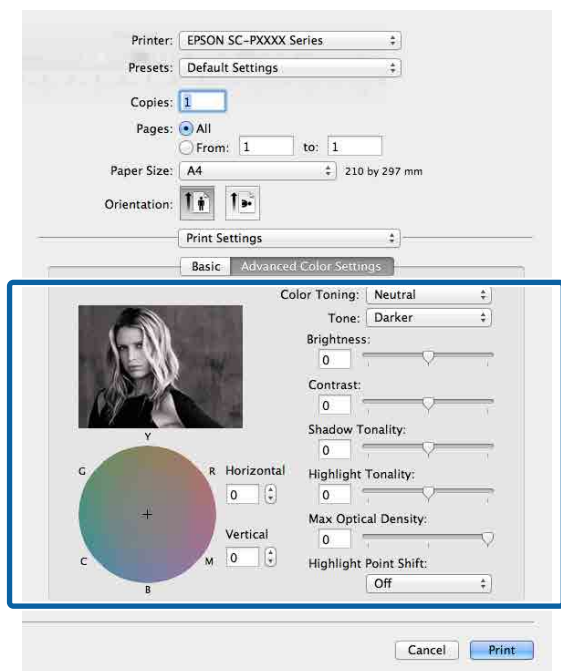 Printer: EPSON SC-PXXXX Series
Presets: Default Settings
Copies: 1
Pages: All
From: 1 to: 1
Paper Size: A4 210 by 297 mm
Orientation:
Print Settings
Basic Advanced Color Settings
Color Toning: Neutral
Tone: Darker
Brightness:
0
Contrast:
0
Shadow Tonality:
0
Highlight Tonality:
0
Max Optical Density:
0
Highlight Point Shift:
Off
Y
G R
C M
B
Horizontal
0
Vertical
0
Cancel Print